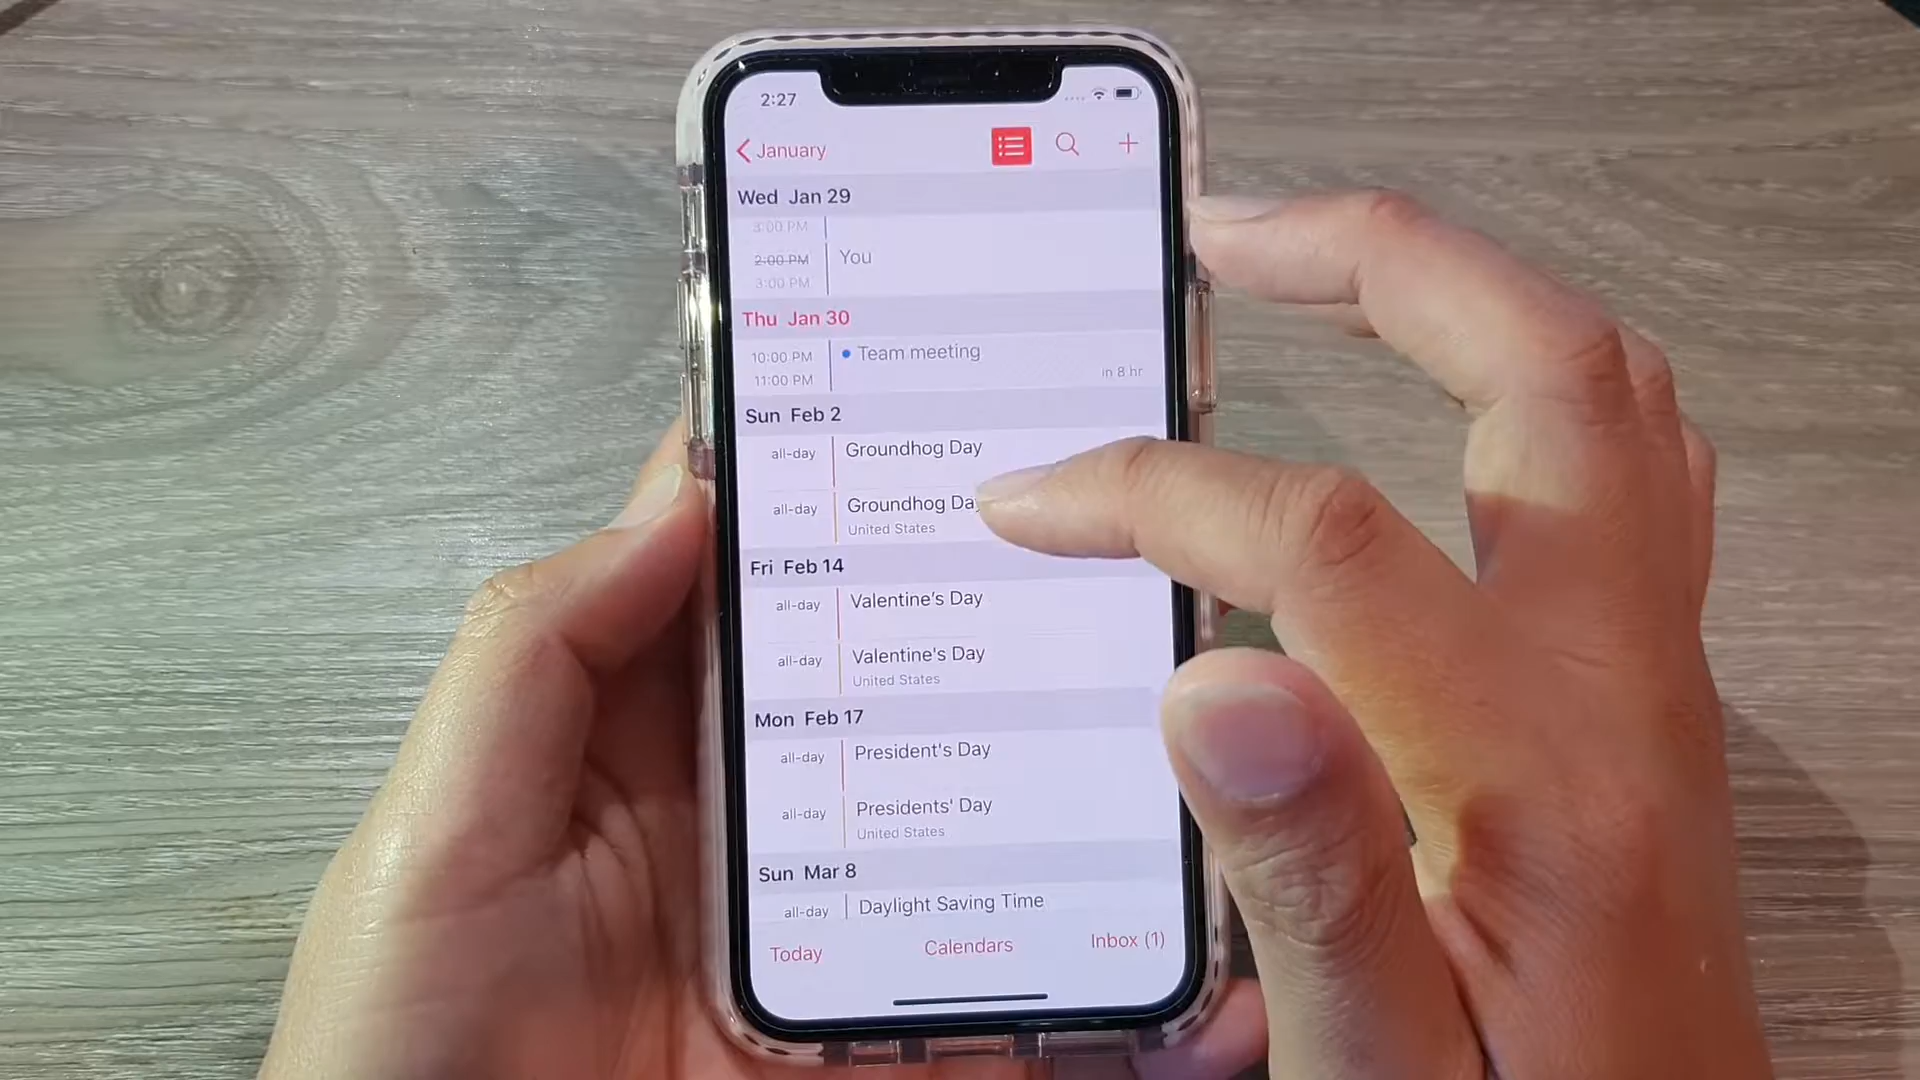 2:27
January
Wed Jan 29
3:00 PM
2:00 PM You
3:00 PM
Thu Jan 30
10:00 PM Team meeting
11:00 PM in 8 hr
Sun Feb 2
all-day Groundhog Day
all-day Groundhog Day
United States
Fri Feb 14
all-day Valentine’s Day
all-day Valentine's Day
United States
Mon Feb 17
all-day President's Day
all-day Presidents' Day
United States
Sun Mar 8
all-day Daylight Saving Time
Today Calendars Inbox (1)